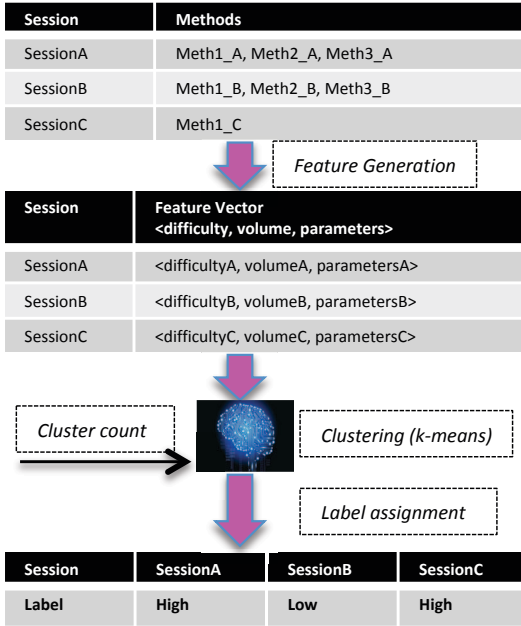 Session Methods
SessionA Meth1_A, Meth2_A, Meth3_A
SessionB Meth1_B, Meth2_B, Meth3_B
SessionC Meth1_C
Feature Generation
Session Feature Vector
<difficulty, volume, parameters>
SessionA <difficultyA, volumeA, parametersA>
SessionB <difficultyB, volumeB, parametersB>
SessionC <difficultyC, volumeC, parametersC>
Cluster count
Clustering (k-means)
Label assignment
Session SessionA SessionB SessionC
Label High Low High